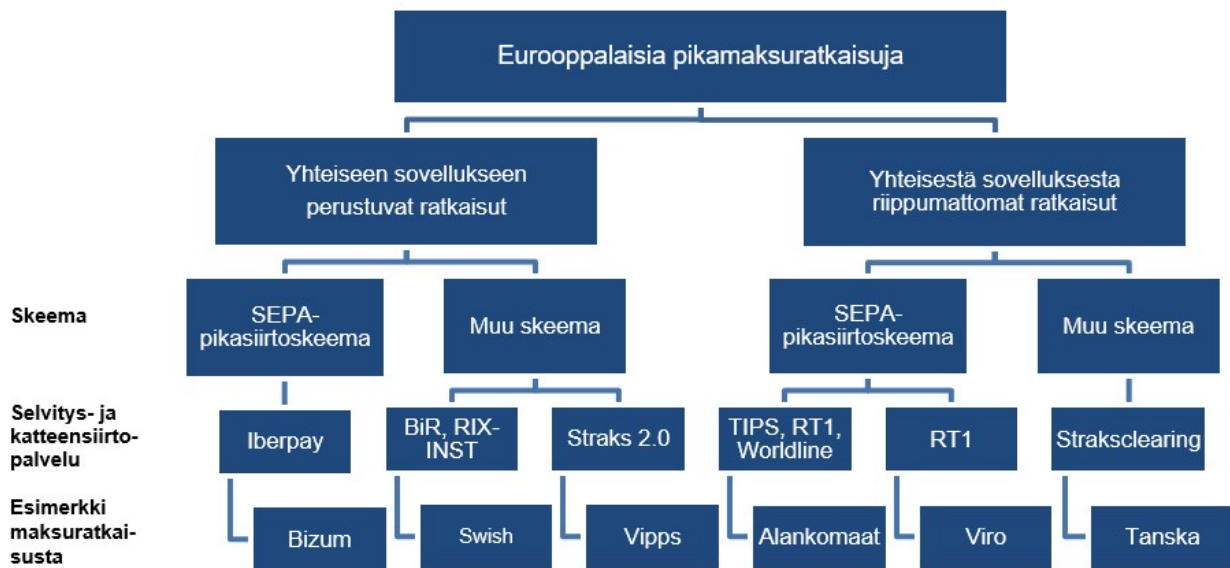 Eurooppalaisia pikamaksuratkaisuja
Yhteiseen sovellukseen
perustuvat ratkaisut
Yhteisestä sovelluksesta
riippumattomat ratkaisut
Skeema
SEPA-
pikasiirtoskeema
Muu skeema
SEPA-
pikasiirtoskeema
Muu skeema
Selvitys- ja
katteensiirto-
palvelu
Iberpay
BiR, RIX-
INST
Straks 2.0
TIPS, RT1,
Worldline
RT1
Straksclearing
Esimerkki
maksuratkai-
susta
Bizum
Swish
Vipps
Alankomaat
Viro
Tanska